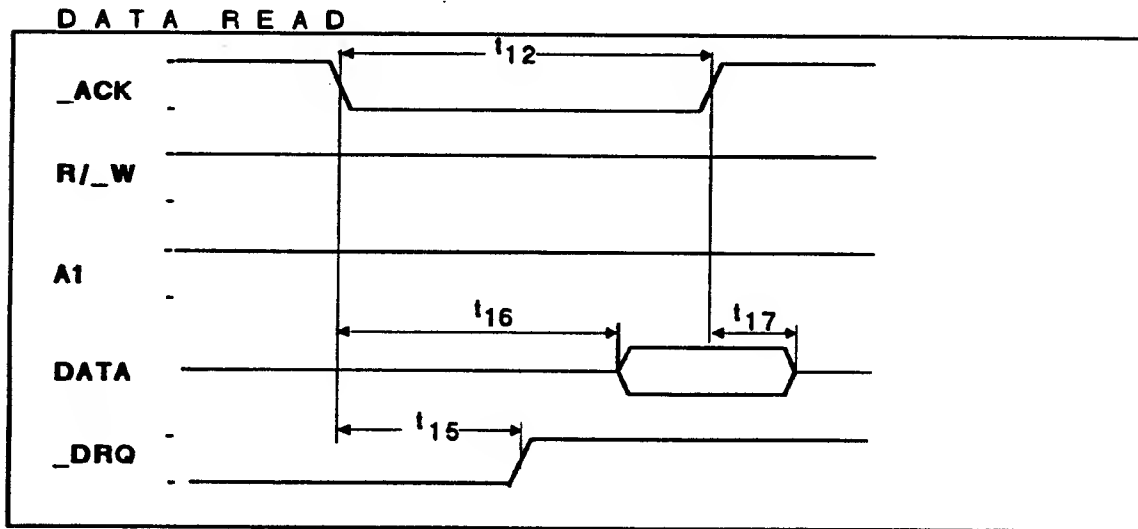 DATA READ
t12
_ACK
R/_W
A1
t16
t17
DATA
t15
_DRQ